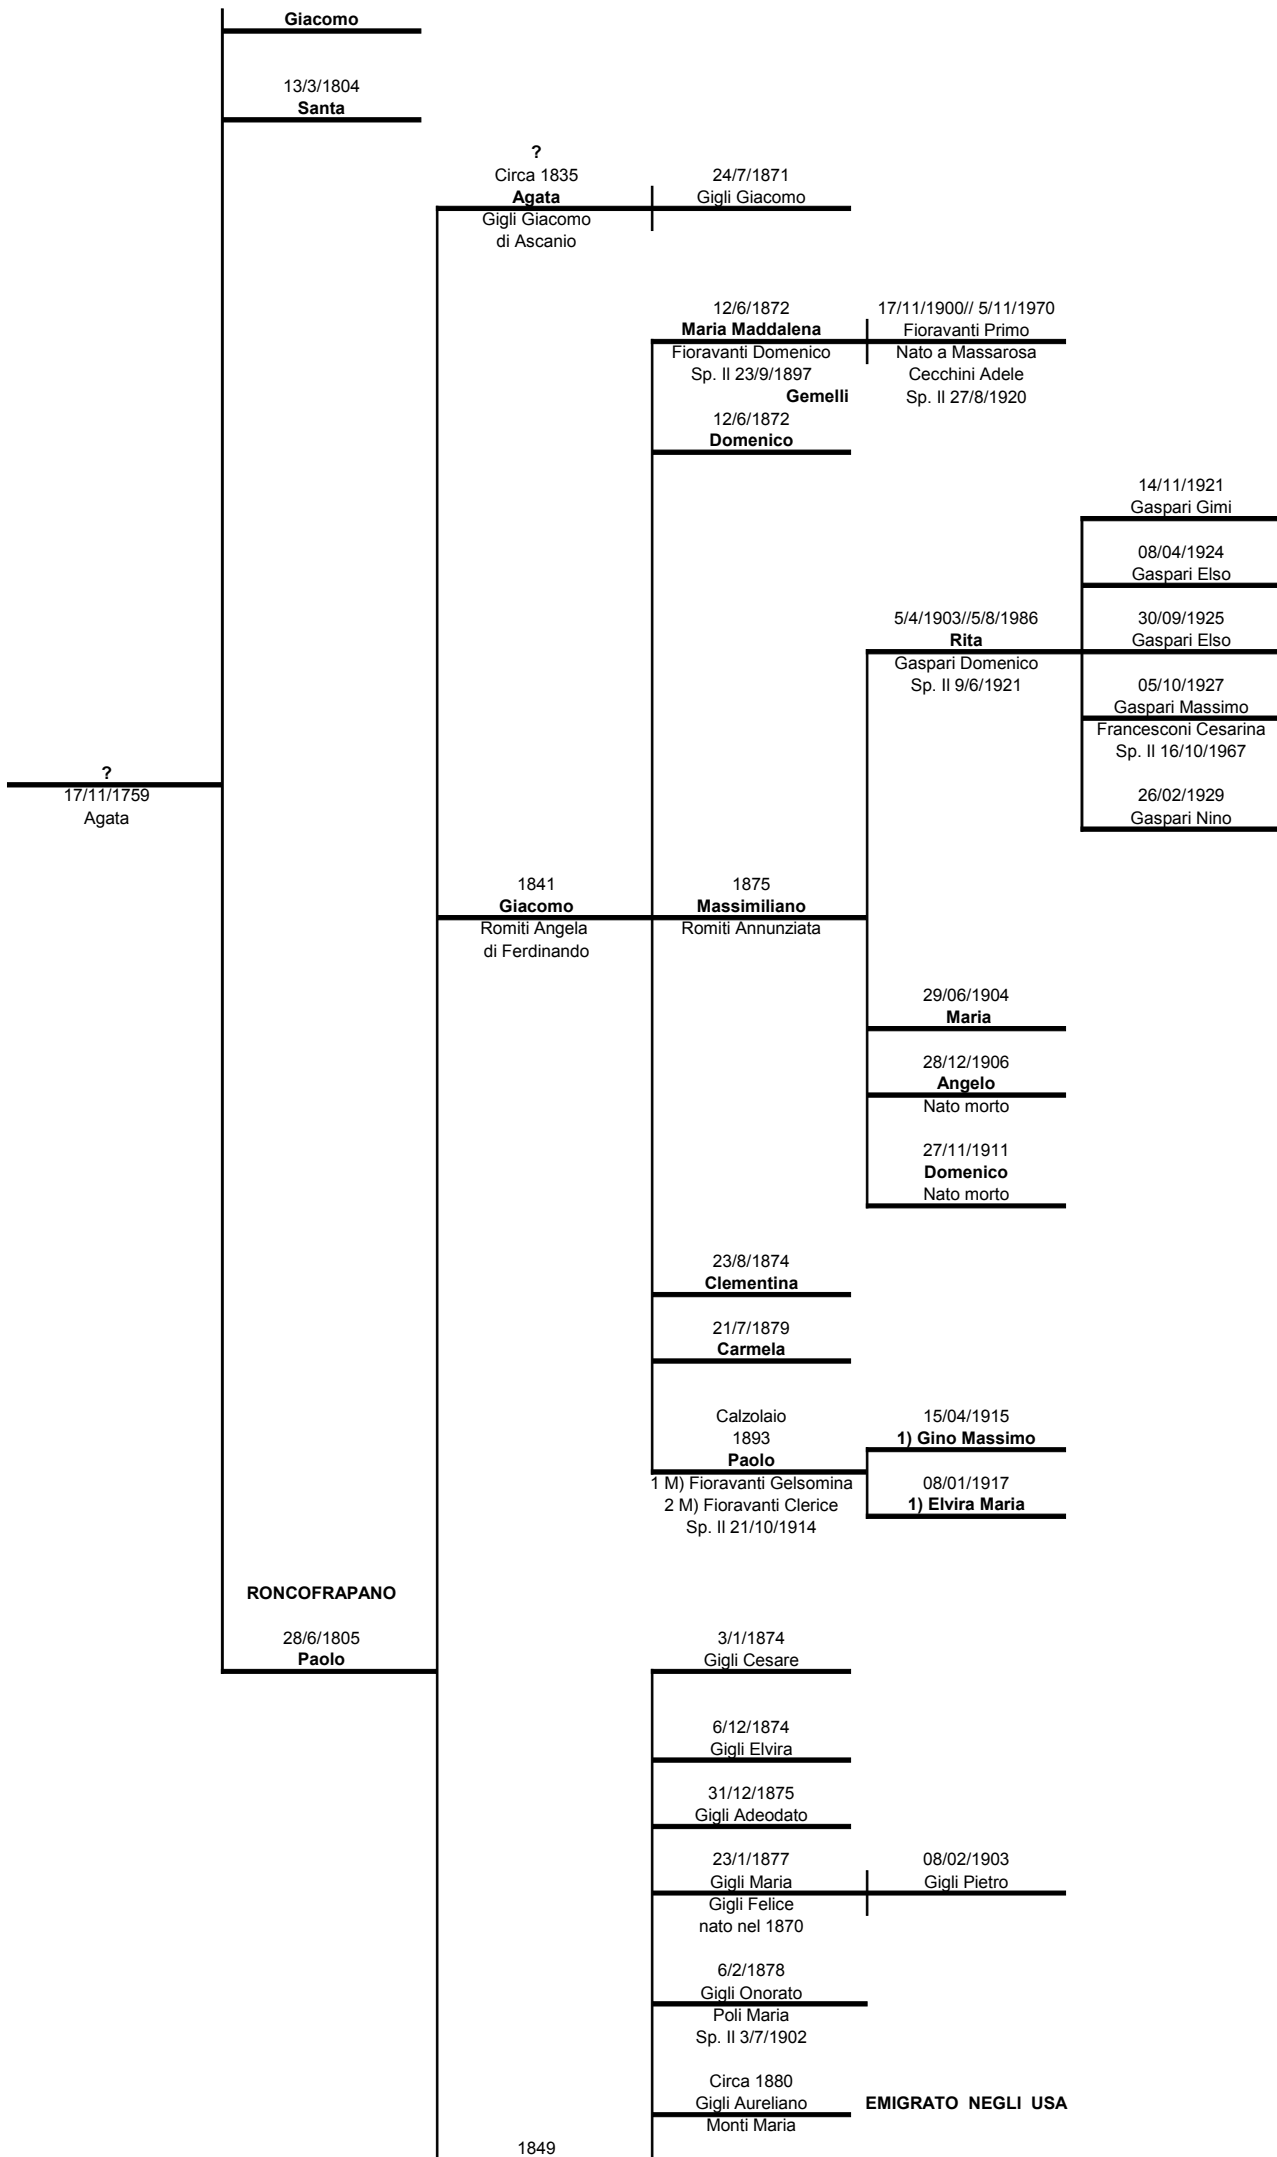 Giacomo
13/3/1804
Santa
?
Circa 1835
Agata
Gigli Giacomo
di Ascanio
24/7/1871
Gigli Giacomo
12/6/1872
Maria Maddalena
Fioravanti Domenico
Sp. Il 23/9/1897
Gemelli
12/6/1872
Domenico
17/11/1900// 5/11/1970
Fioravanti Primo
Nato a Massarosa
Cecchini Adele
Sp. Il 27/8/1920
14/11/1921
Gaspari Gimi
08/04/1924
Gaspari Elso
5/4/1903//5/8/1986
Rita
Gaspari Domenico
Sp. Il 9/6/1921
30/09/1925
Gaspari Elso
05/10/1927
Gaspari Massimo
Francesconi Cesarina
Sp. Il 16/10/1967
26/02/1929
Gaspari Nino
?
17/11/1759
Agata
1841
Giacomo
Romiti Angela
di Ferdinando
1875
Massimiliano
Romiti Annunziata
29/06/1904
Maria
28/12/1906
Angelo
Nato morto
27/11/1911
Domenico
Nato morto
23/8/1874
Clementina
21/7/1879
Carmela
Calzolaio
1893
Paolo
1 M) Fioravanti Gelsomina
2 M) Fioravanti Clerice
Sp. Il 21/10/1914
15/04/1915
1) Gino Massimo
08/01/1917
1) Elvira Maria
RONCOFRAPANO
28/6/1805
Paolo
3/1/1874
Gigli Cesare
6/12/1874
Gigli Elvira
31/12/1875
Gigli Adeodato
23/1/1877
Gigli Maria
Gigli Felice
nato nel 1870
08/02/1903
Gigli Pietro
6/2/1878
Gigli Onorato
Poli Maria
Sp. Il 3/7/1902
Circa 1880
Gigli Aureliano
Monti Maria
EMIGRATO NEGLI USA
1849